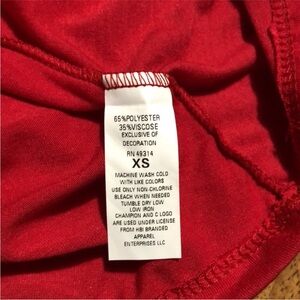 65%POLYESTER
35%VISCOSE
EXCLUSIVE OF
DECORATION
RN 49314
XS
MACHINE WASH COLD
WITH LIKE COLORS
USE ONLY NON CHLORINE
BLEACH WHEN NEEDED
TUMBLE DRY LOW
LOW IRON
CHAMPION AND C LOGO
ARE USED UNDER LICENSE
FROM HBI BRANDED
APPAREL
ENTERPRISES LLC